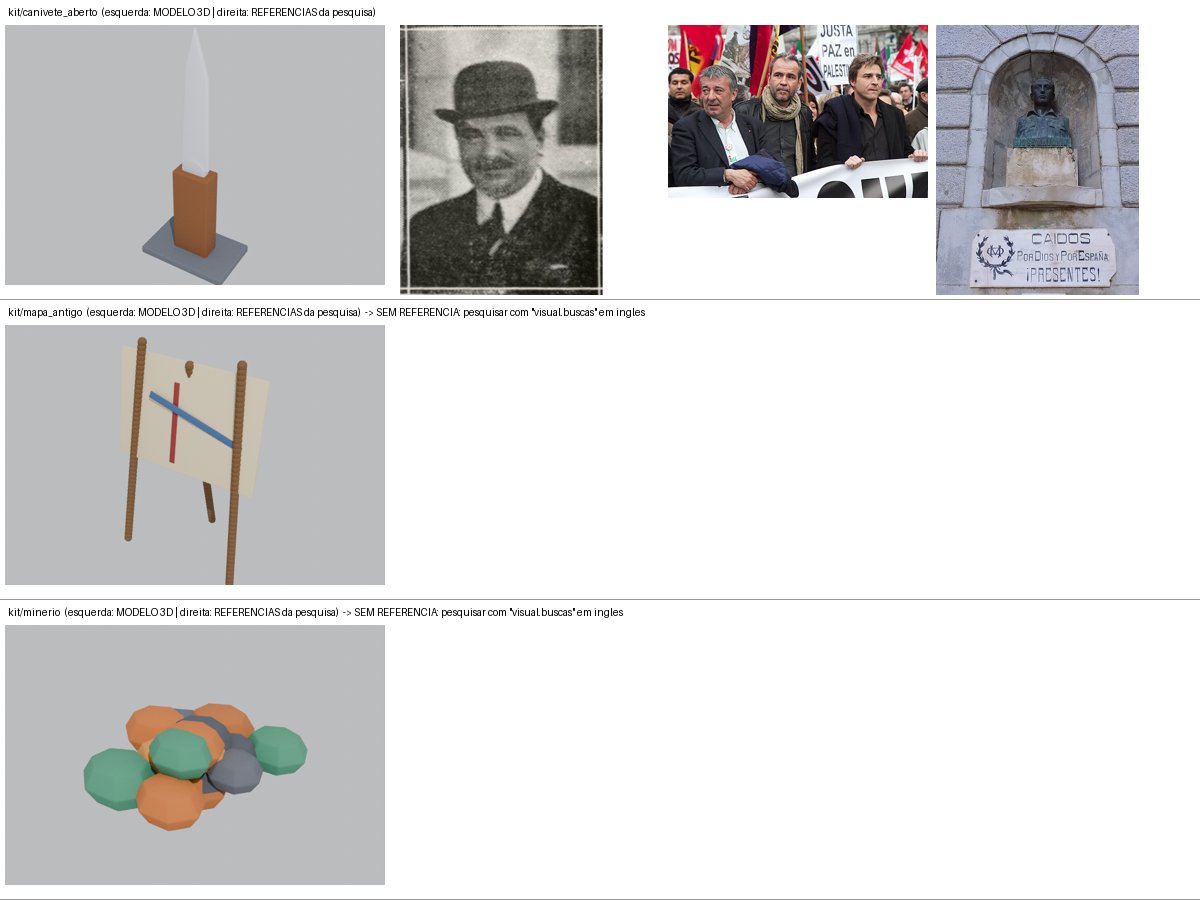 kit/canivete_aberto (esquerda: MODELO 3D | direita: REFERENCIAS da pesquisa)
JUSTA
PAZ en
PALEST
CAIDOS
POR DIOS Y POR ESPAÑA
¡PRESENTES!
kit/mapa_antigo (esquerda: MODELO 3D | direita: REFERENCIAS da pesquisa) -> SEM REFERENCIA: pesquisar com "visual.buscas" em ingles
kit/minerio (esquerda: MODELO 3D | direita: REFERENCIAS da pesquisa) -> SEM REFERENCIA: pesquisar com "visual.buscas" em ingles